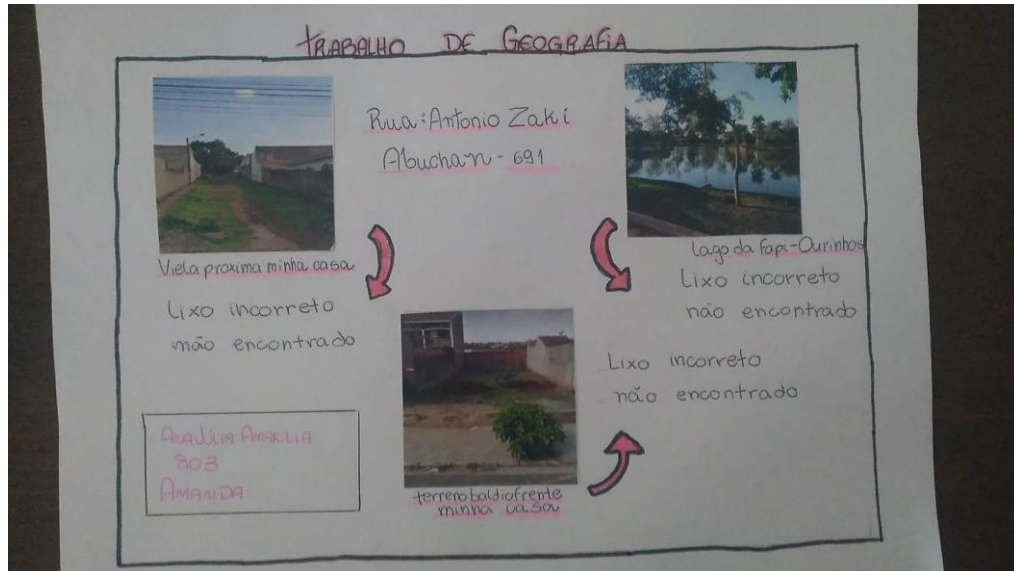 TRABALHO DE GEOGRAFIA
Rua: Antonio Zaki
Abuchan - 691
Viela proxima minha casa
Lixo incorreto
não encontrado
lago da Fapi-Ourinhos
Lixo incorreto
não encontrado
Lixo incorreto
não encontrado
terreno baldio frente
minha casa
ANA JÚLIA AMARILIA
803
AMANDA